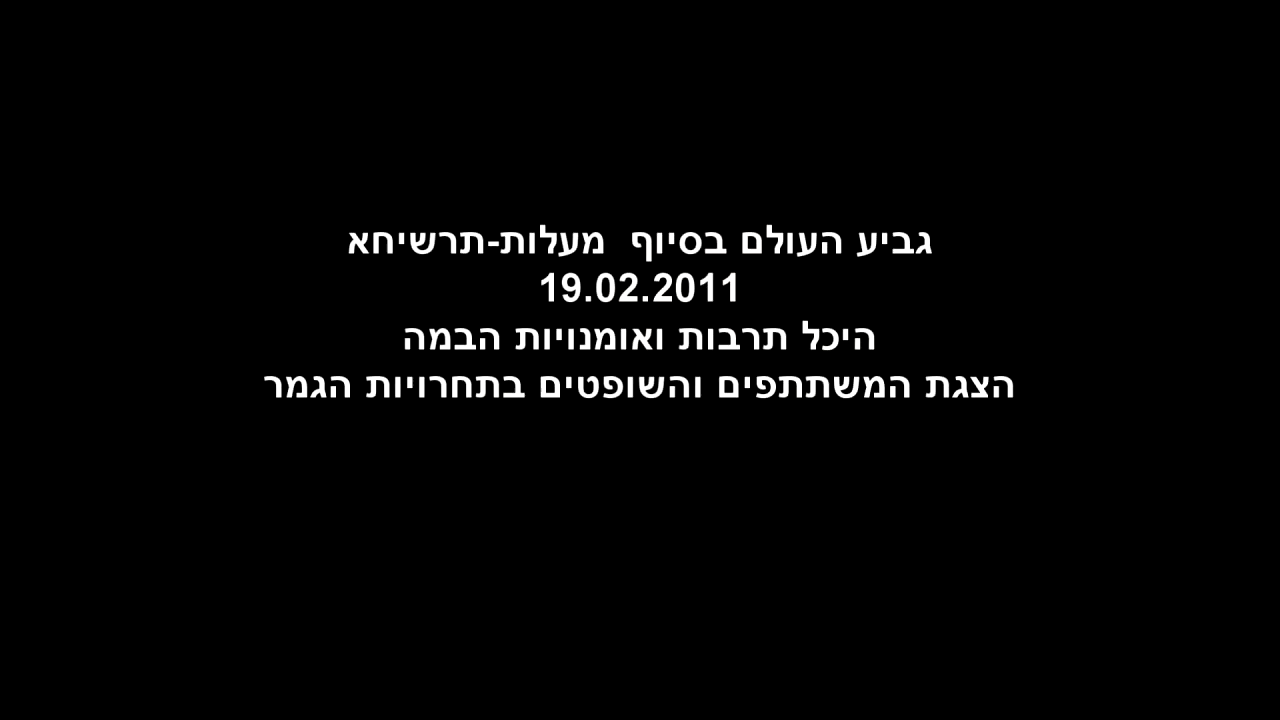 גביע העולם בסיוף  מעלות-תרשיחא
19.02.2011
היכל תרבות ואומנויות הבמה
הצגת המשתתפים והשופטים בתחרויות הגמר